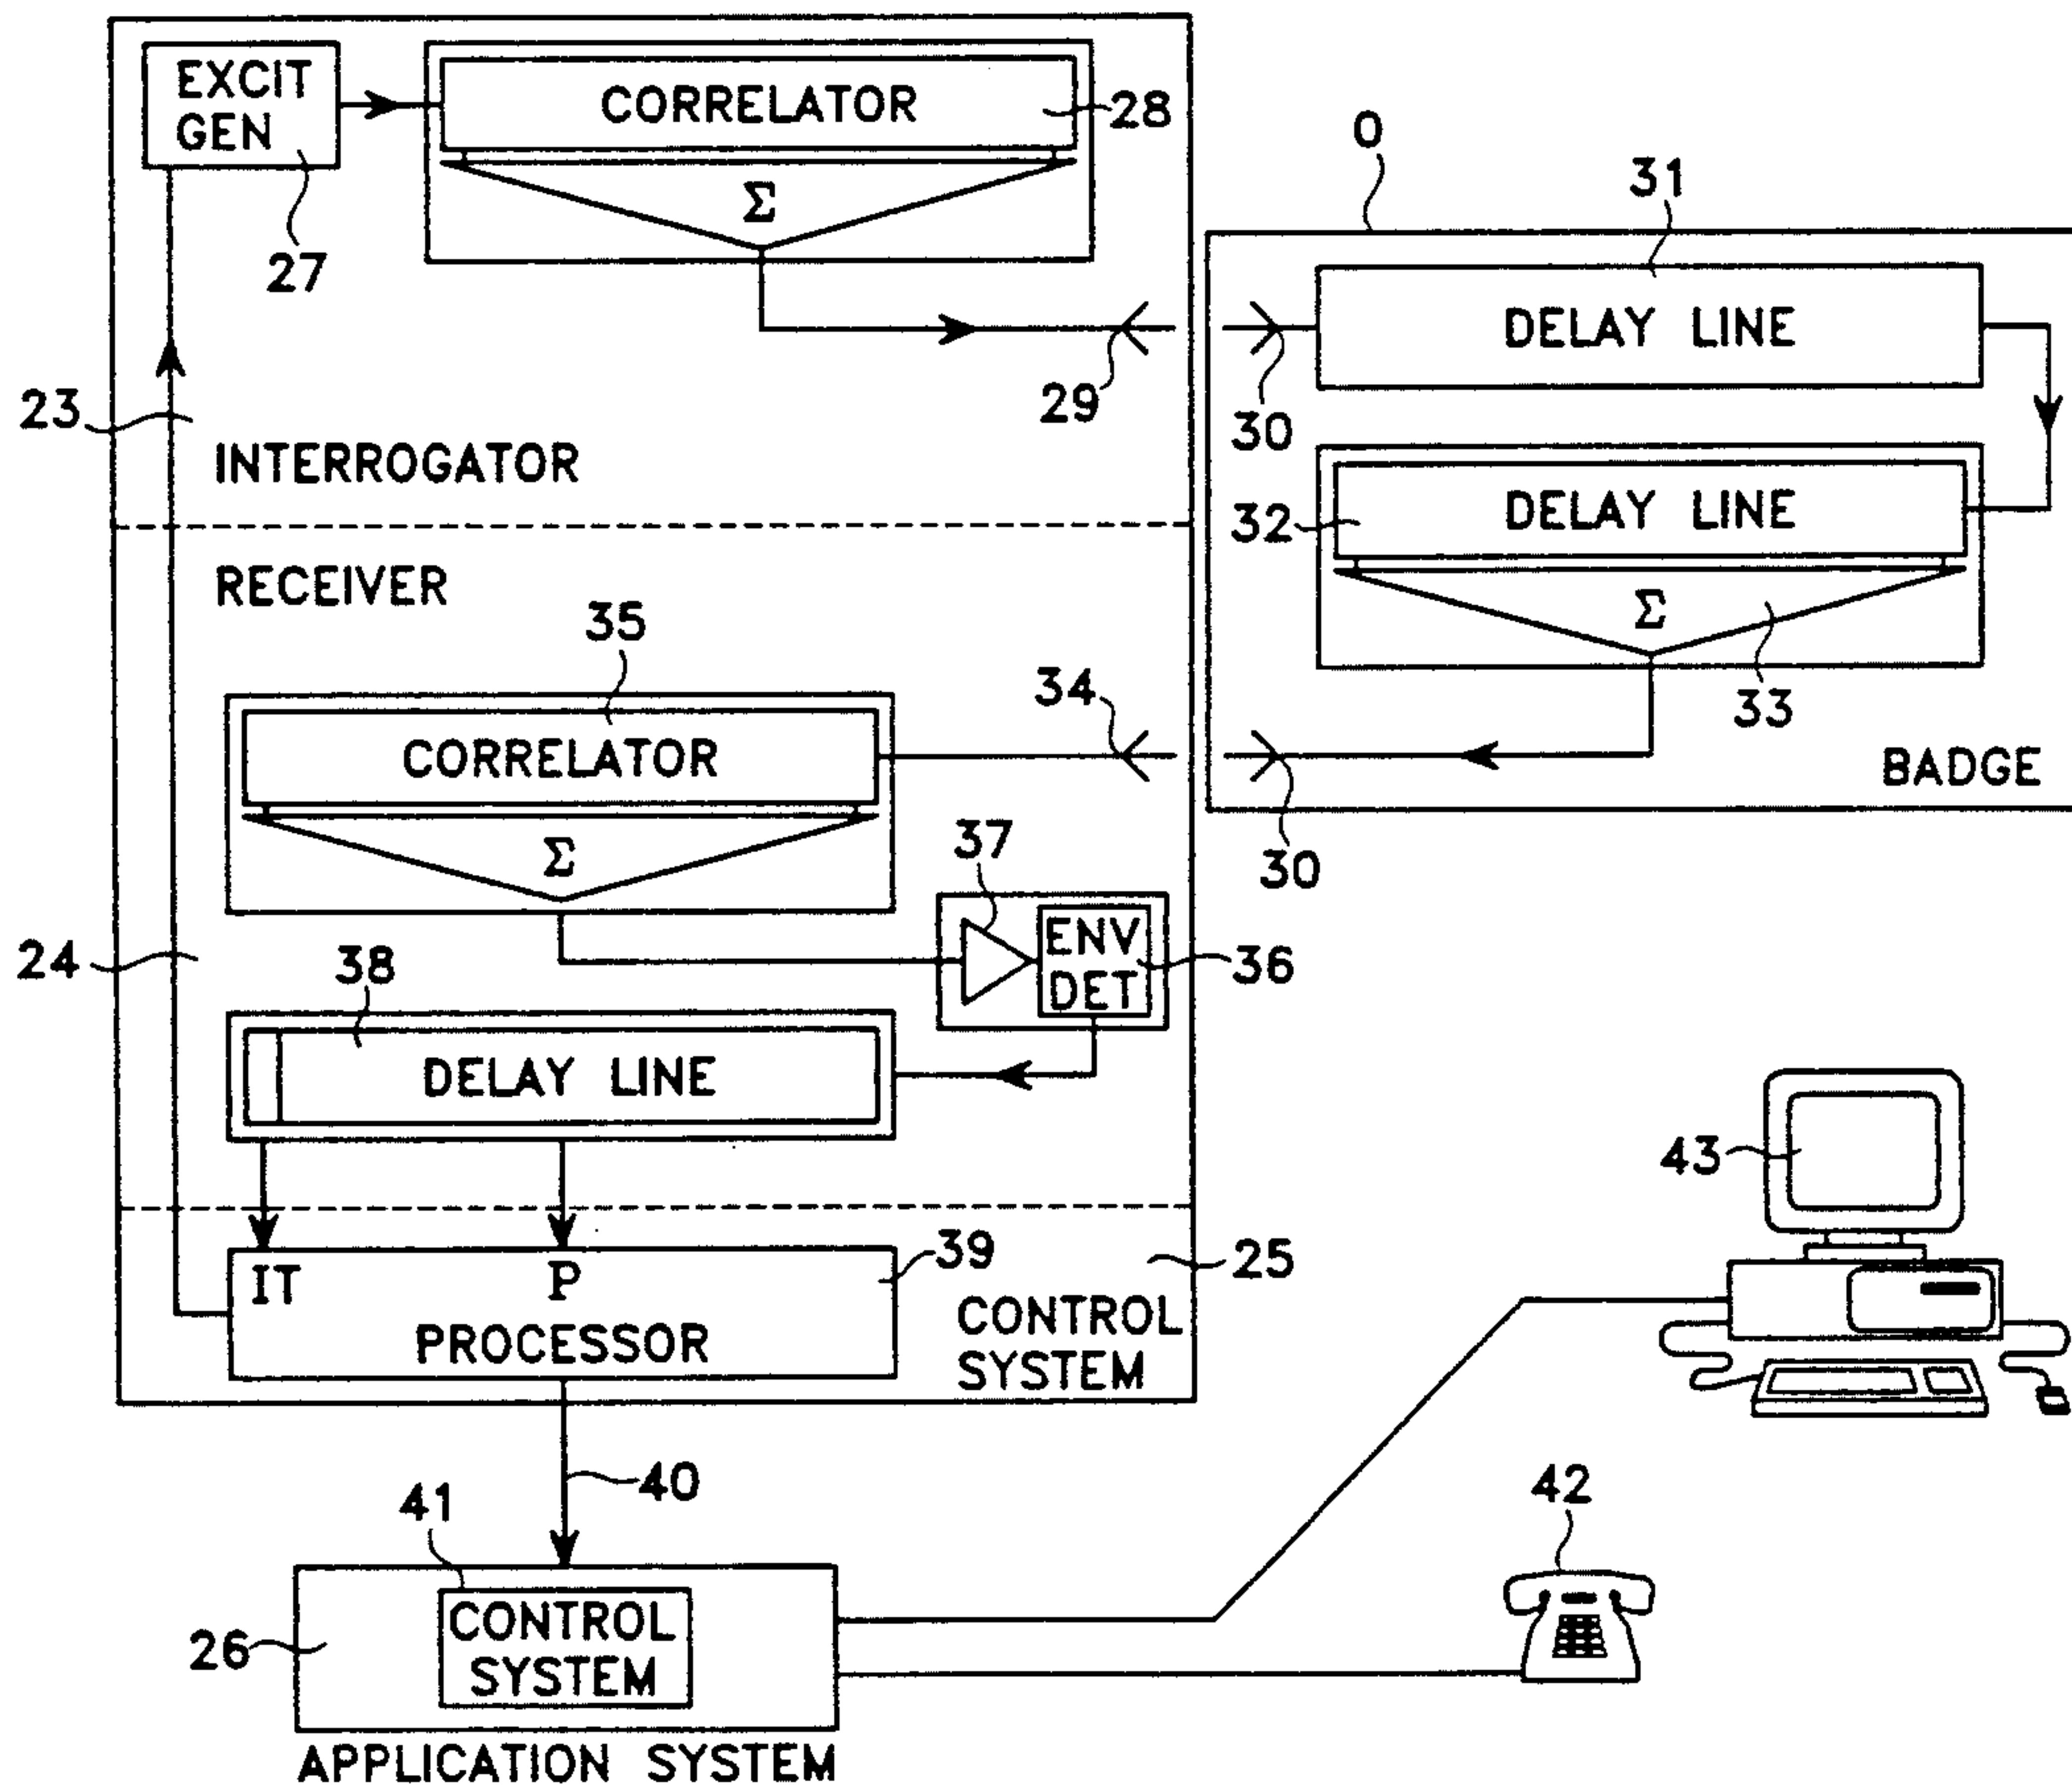 EXCIT
GEN
CORRELATOR
28
Σ
27
O
31
DELAY LINE
29
30
23
INTERROGATOR
32
DELAY LINE
RECEIVER
Σ
33
35
34
CORRELATOR
BADGE
Σ
37
30
ENV
DET
36
24
38
DELAY LINE
43
39
25
IT
P
PROCESSOR
CONTROL
SYSTEM
40
41
42
CONTROL
SYSTEM
26
APPLICATION SYSTEM